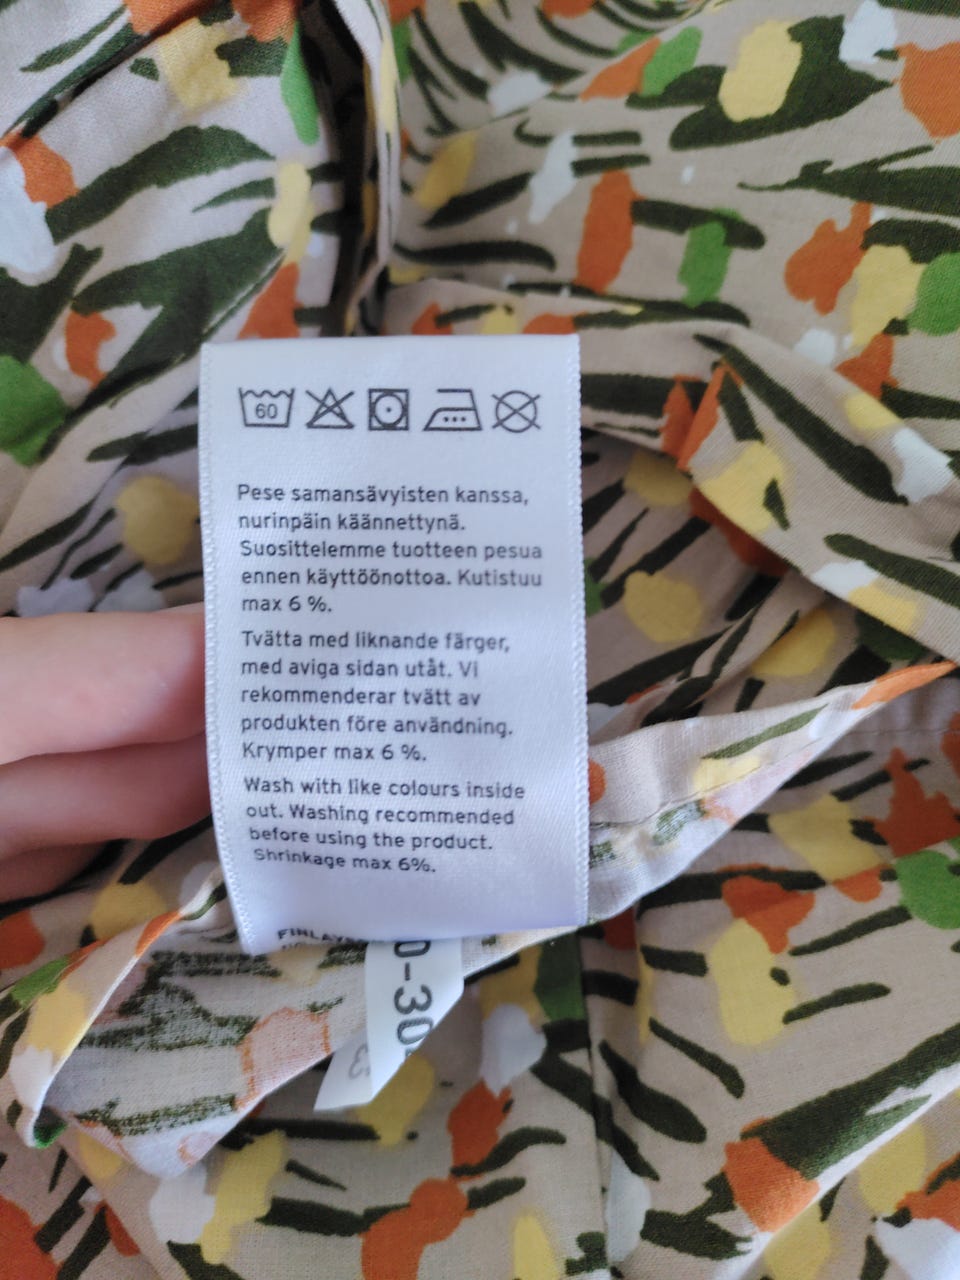 60
Pese samansävyisten kanssa,
nurinpäin käännettynä.
Suosittelemme tuotteen pesua
ennen käyttöönottoa. Kutistuu
max 6 %.
Tvätta med liknande färger,
med aviga sidan utåt. Vi
rekommenderar tvätt av
produkten före användning.
Krymper max 6 %.
Wash with like colours inside
out. Washing recommended
before using the product.
Shrinkage max 6%.